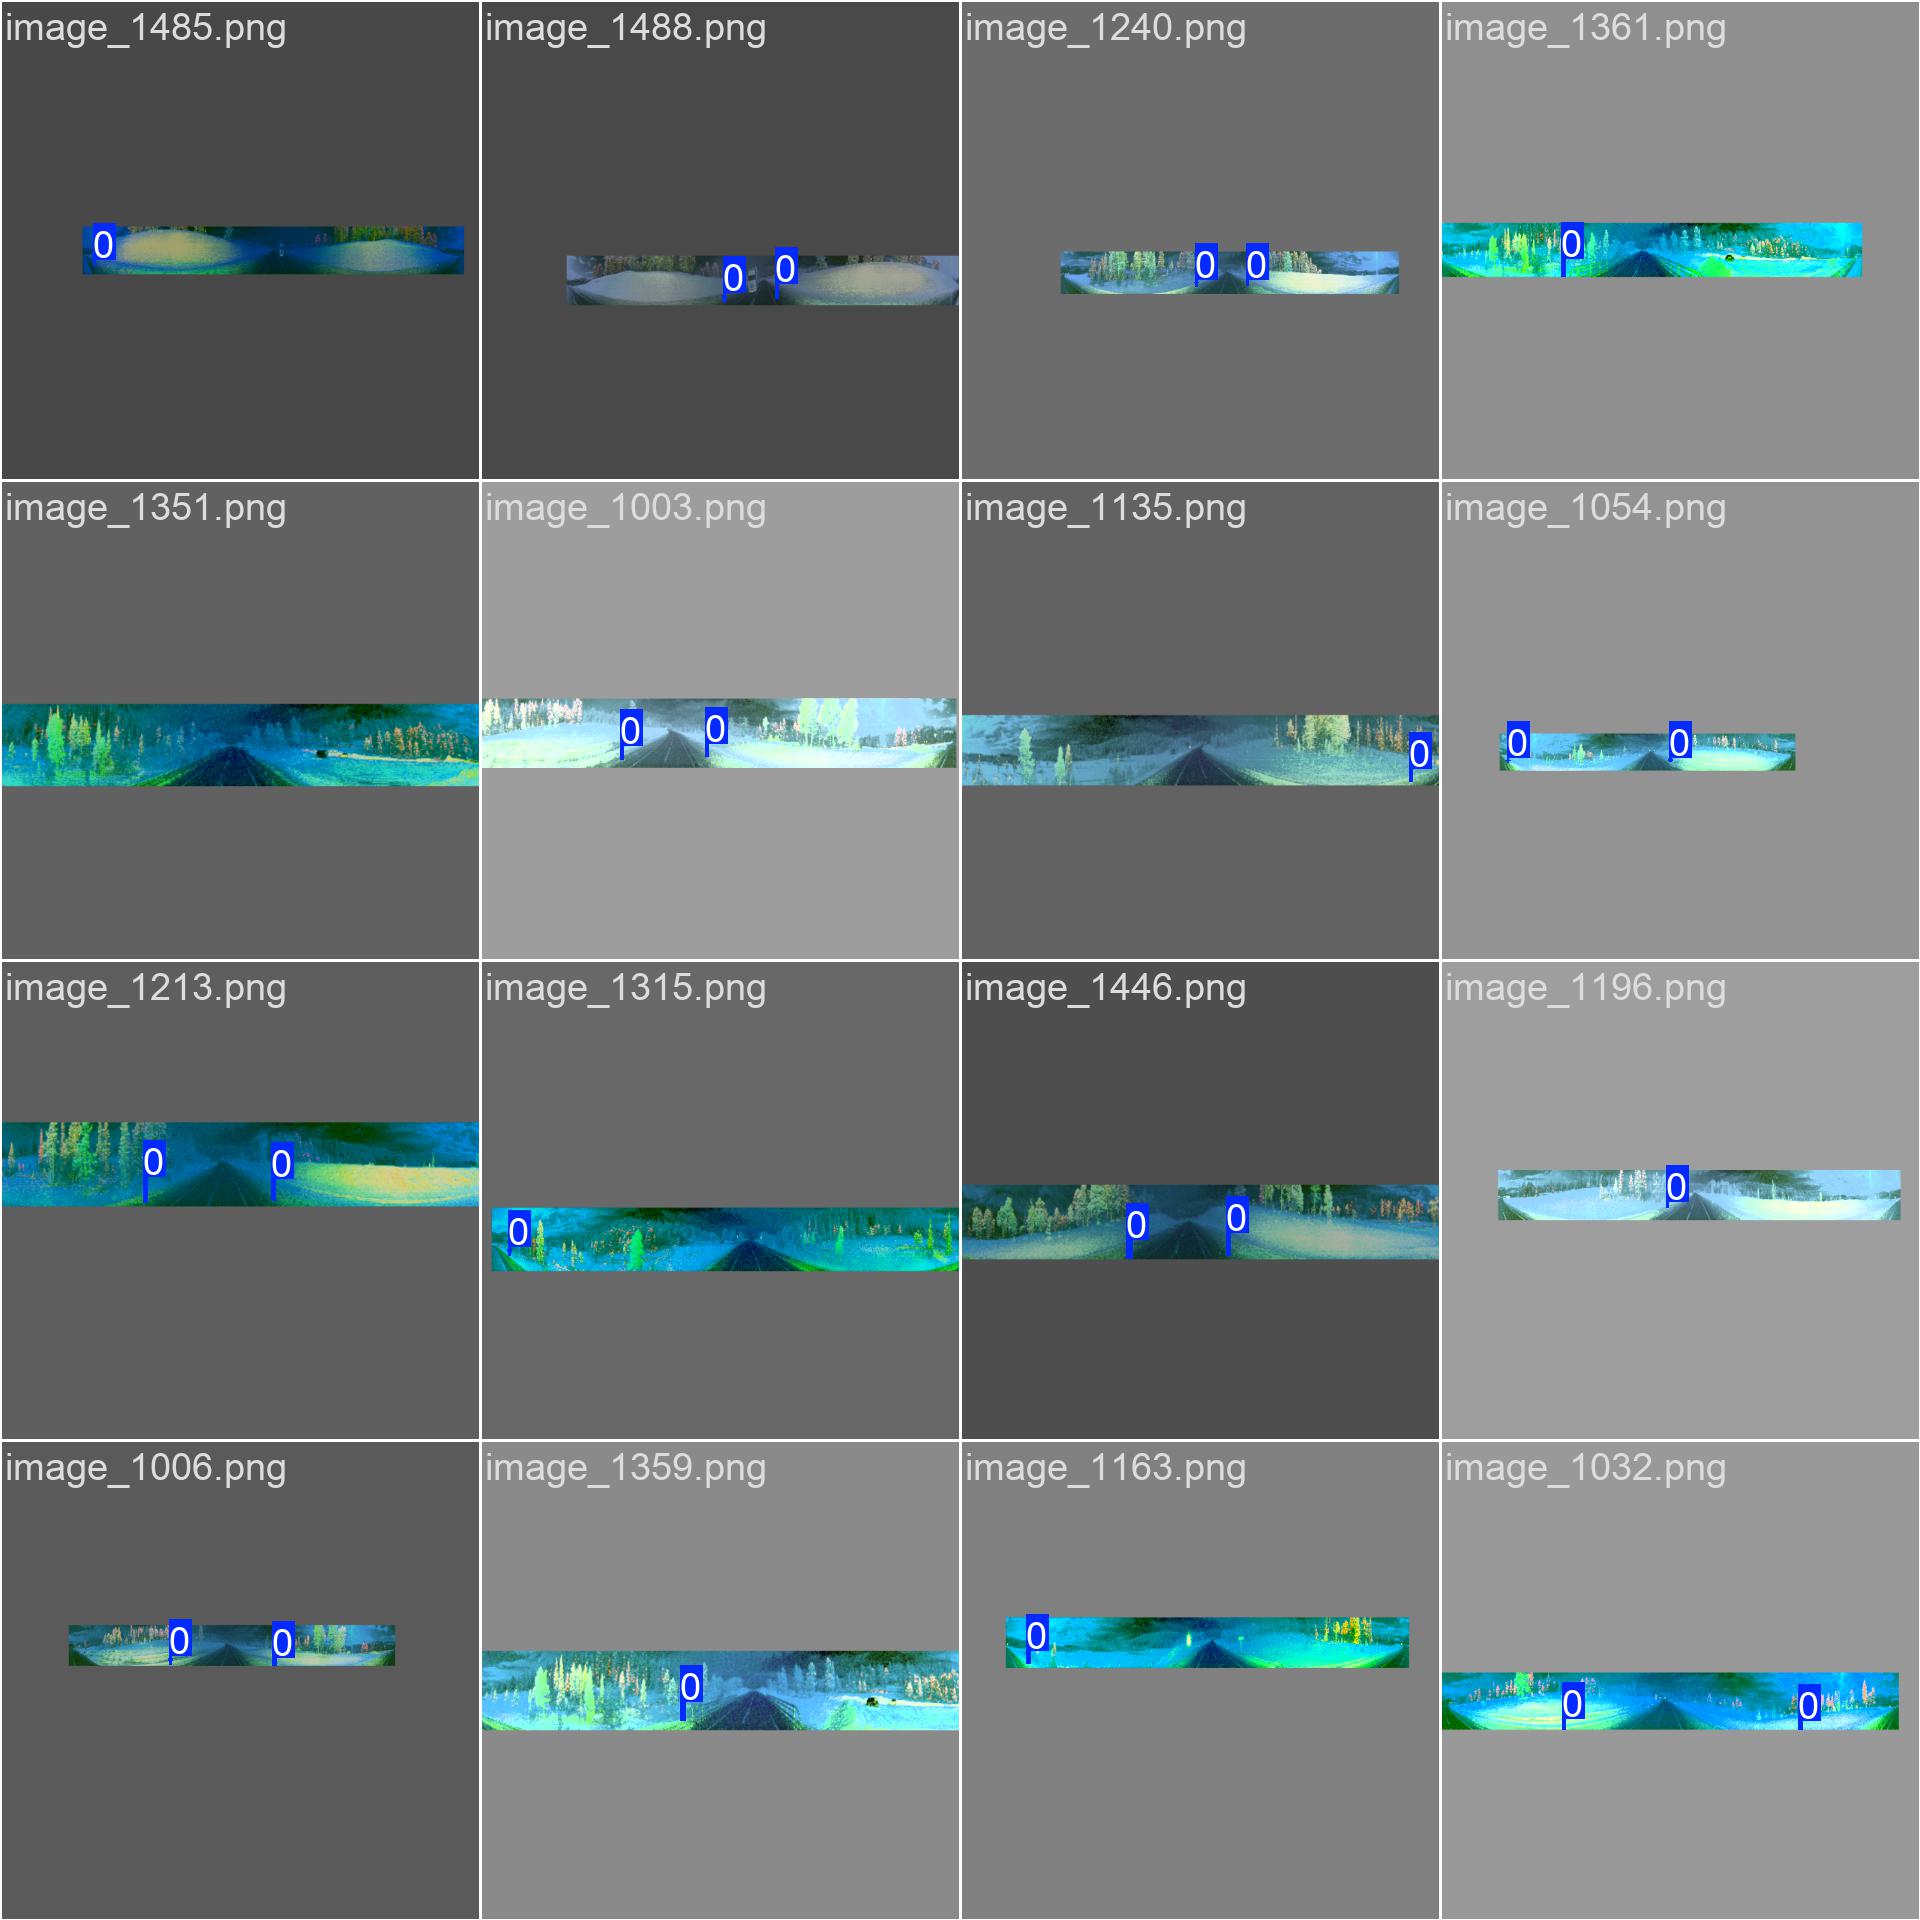 image_1485.png
0
image_1488.png
0 0
image_1240.png
0 0
image_1361.png
0
image_1351.png
image_1003.png
0 0
image_1135.png
0
image_1054.png
0 0
image_1213.png
0 0
image_1315.png
0
image_1446.png
0 0
image_1196.png
0
image_1006.png
0 0
image_1359.png
0
image_1163.png
0
image_1032.png
0 0